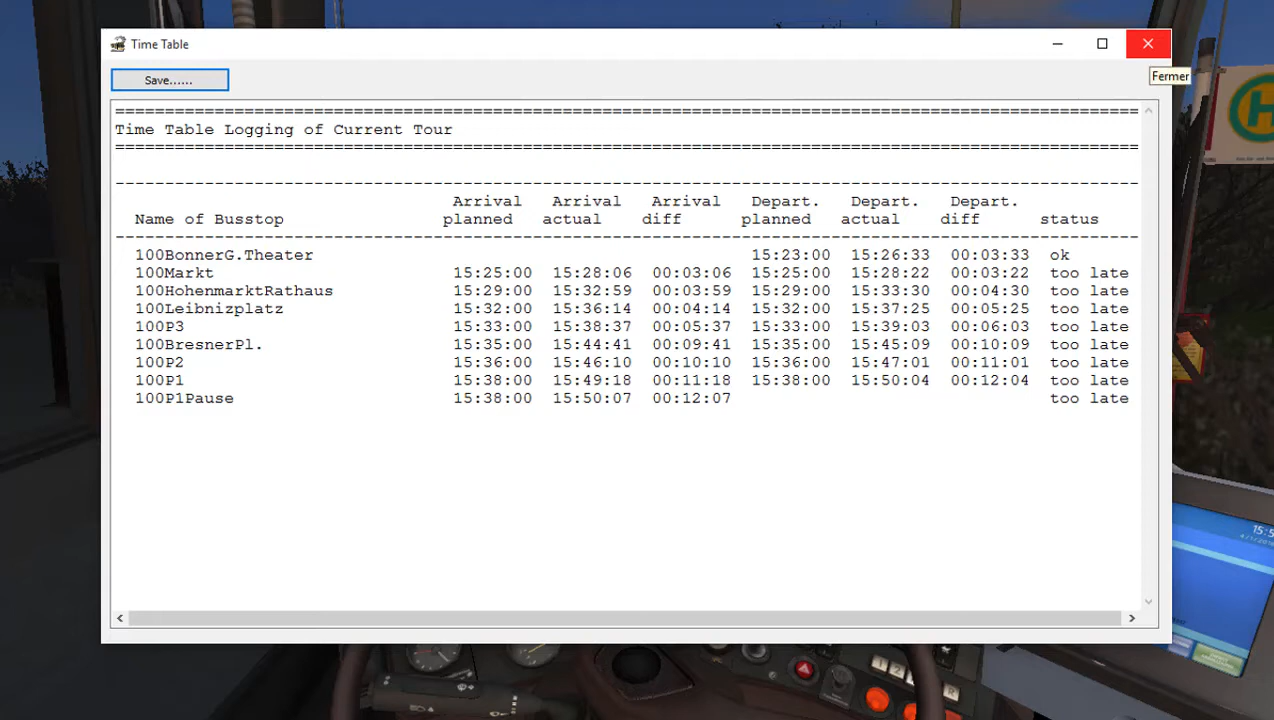 Time Table
Save......
Fermer
Time Table Logging of Current Tour
Arrival Arrival Arrival Depart. Depart. Depart.
Name of Busstop planned actual diff planned actual diff status
100BonnerG.Theater 15:23:00 15:26:33 00:03:33 ok
100Markt 15:25:00 15:28:06 00:03:06 15:25:00 15:28:22 00:03:22 too late
100HohenmarktRathaus 15:29:00 15:32:59 00:03:59 15:29:00 15:33:30 00:04:30 too late
100Leibnizplatz 15:32:00 15:36:14 00:04:14 15:32:00 15:37:25 00:05:25 too late
100P3 15:33:00 15:38:37 00:05:37 15:33:00 15:39:03 00:06:03 too late
100BresnerPl. 15:35:00 15:44:41 00:09:41 15:35:00 15:45:09 00:10:09 too late
100P2 15:36:00 15:46:10 00:10:10 15:36:00 15:47:01 00:11:01 too late
100P1 15:38:00 15:49:18 00:11:18 15:38:00 15:50:04 00:12:04 too late
100P1Pause 15:38:00 15:50:07 00:12:07 too late
H